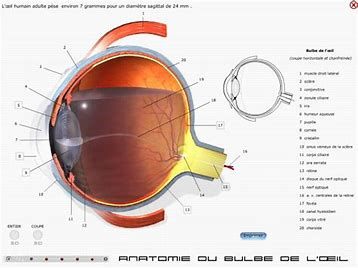 L'œil humain adulte pèse environ 7 grammes pour un diamètre sagittal de 24 mm .
Bulbe de l'œil
(coupe horizontale et chanfreinée)
1 muscle droit latéral
2 sclère
3 conjonctive
4 zonule ciliaire
5 iris
6 humeur aqueuse
7 pupille
8 cornée
9 cristallin
10 sinus veineux de la sclère
11 corps ciliaire
12 ora serrata
13 rétine
14 disque du nerf optique
15 nerf optique
16 a. v. centrales de la rétine
17 fovéa
18 canal hyaloïdien
19 corps vitré
20 choroïde
ENTIER
COUPE
ANATOMIE DU BULBE DE L'ŒIL